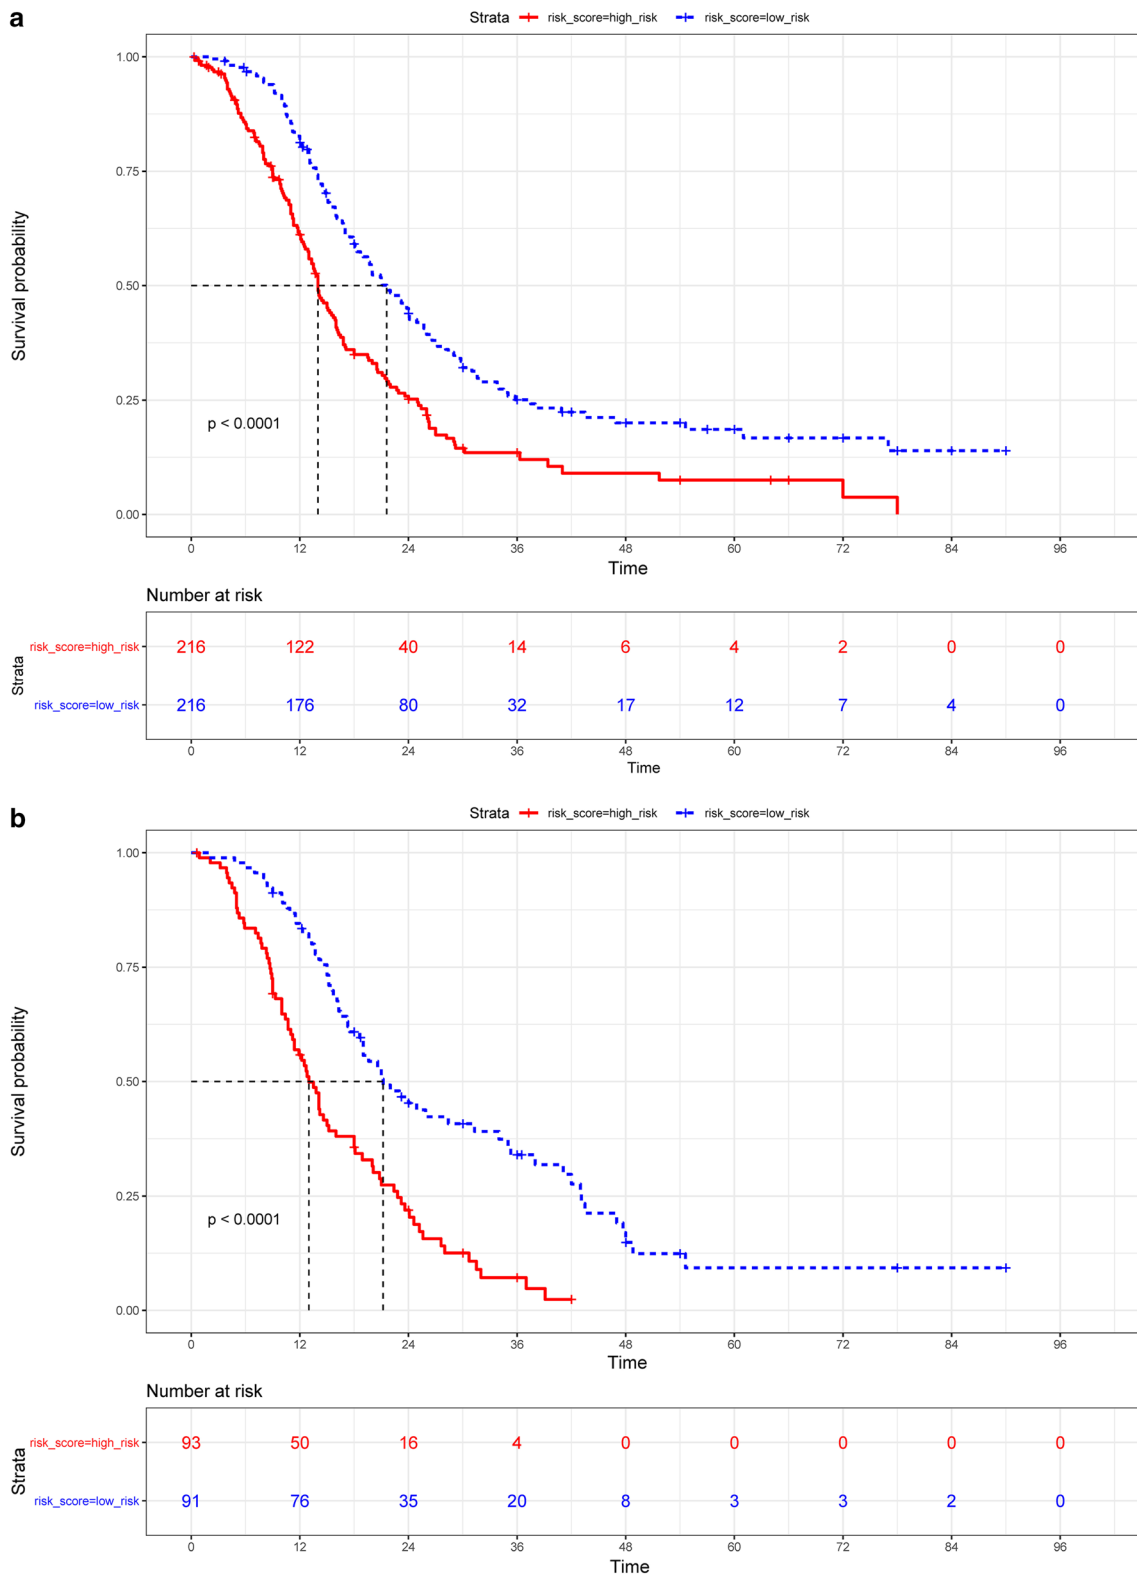 a
Strata risk_score=high_risk risk_score=low_risk
1.00
0.75
0.50
0.25
0.00
Survival probability
p < 0.0001
0 12 24 36 48 60 72 84 96
Time
Number at risk
Strata
risk_score=high_risk 216 122 40 14 6 4 2 0 0
risk_score=low_risk 216 176 80 32 17 12 7 4 0
0 12 24 36 48 60 72 84 96
Time
b
Strata risk_score=high_risk risk_score=low_risk
1.00
0.75
0.50
0.25
0.00
Survival probability
p < 0.0001
0 12 24 36 48 60 72 84 96
Time
Number at risk
Strata
risk_score=high_risk 93 50 16 4 0 0 0 0 0
risk_score=low_risk 91 76 35 20 8 3 3 2 0
0 12 24 36 48 60 72 84 96
Time